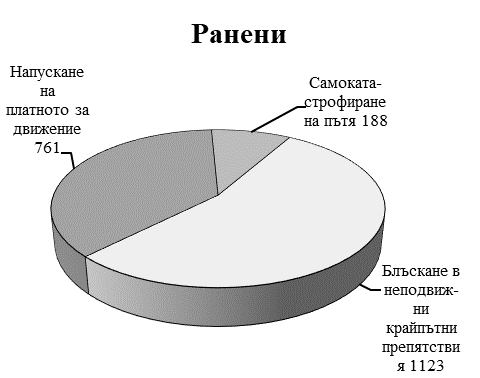 Ранени
Напускане
на
платното за
движение
761
Самоката-
строфиране
на пътя 188
Блъскане в
неподвиж-
ни
крайпътни
препятстви
я 1123